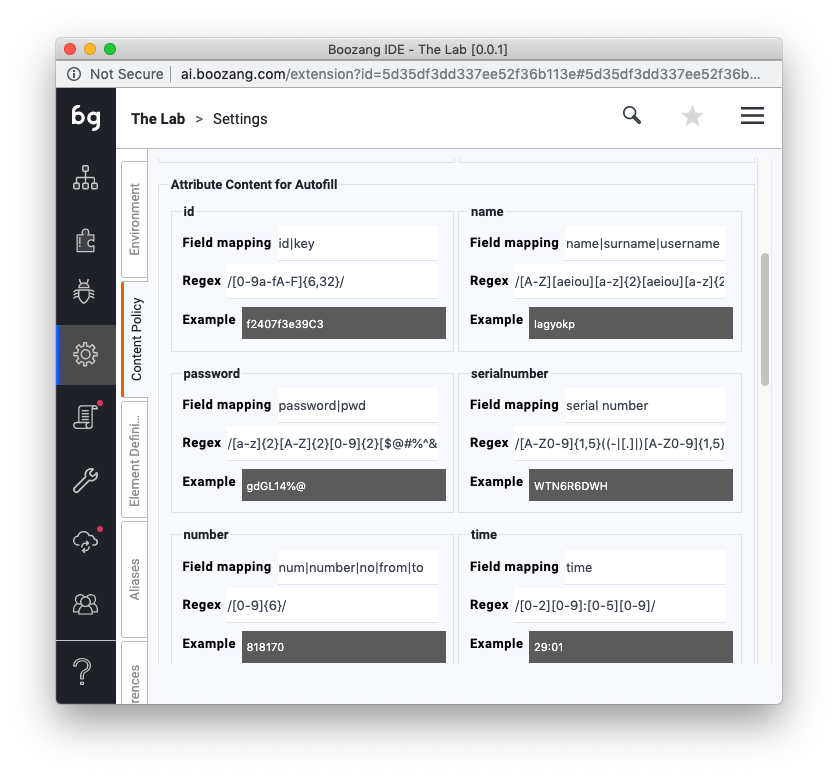 Boozang IDE - The Lab [0.0.1]
Not Secure ai.boozang.com/extension?id=5d35df3dd337ee52f36b113e#5d35df3dd337ee52f36b...
bg
The Lab > Settings
Environment
Content Policy
Element Defini...
Aliases
rences
Attribute Content for Autofill
id
Field mapping id|key
Regex /[0-9a-fA-F]{6,32}/
Example f2407f3e39C3
name
Field mapping name|surname|username
Regex /[A-Z][aeiou][a-z]{2}[aeiou][a-z]{2
Example Iagyokp
password
Field mapping password|pwd
Regex /[a-z]{2}[A-Z]{2}[0-9]{2}[$@#%^&
Example gdGL14%@
serialnumber
Field mapping serial number
Regex /[A-Z0-9]{1,5}((-|[.]|)[A-Z0-9]{1,5)
Example WTN6R6DWH
number
Field mapping num|number|no|from|to
Regex /[0-9]{6}/
Example 818170
time
Field mapping time
Regex /[0-2][0-9]:[0-5][0-9]/
Example 29:01